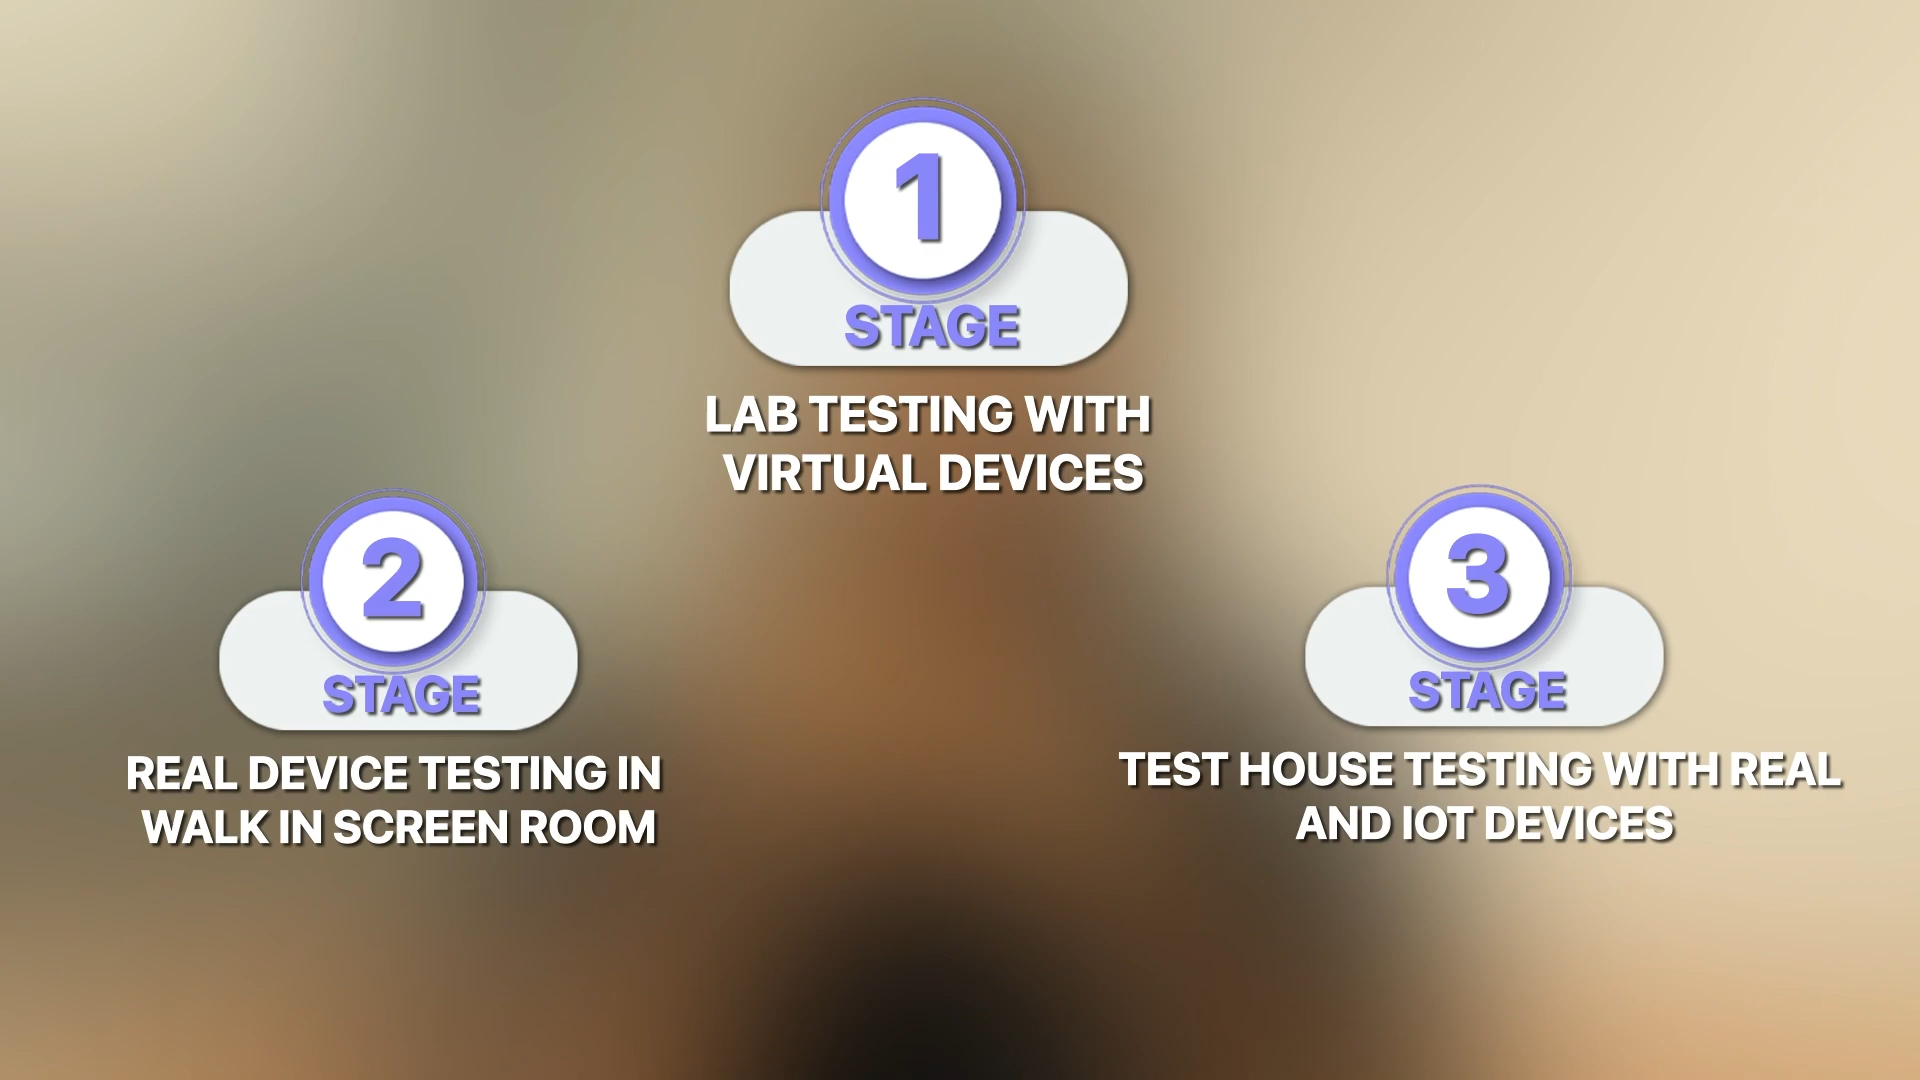 1
STAGE
LAB TESTING WITH
VIRTUAL DEVICES
2
STAGE
REAL DEVICE TESTING IN
WALK IN SCREEN ROOM
3
STAGE
TEST HOUSE TESTING WITH REAL
AND IOT DEVICES